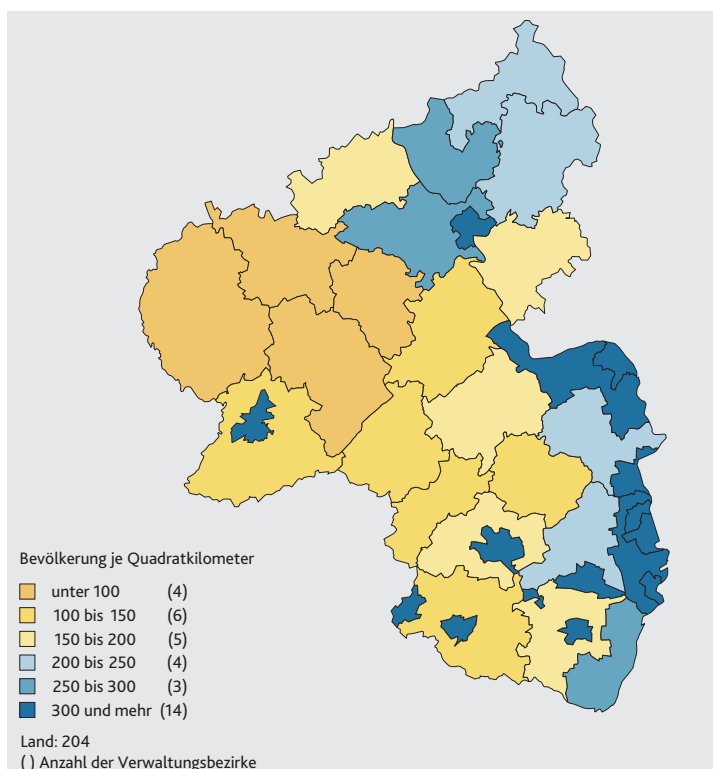 Bevölkerung je Quadratkilometer
unter 100 (4)
100 bis 150 (6)
150 bis 200 (5)
200 bis 250 (4)
250 bis 300 (3)
300 und mehr (14)
Land: 204
( ) Anzahl der Verwaltungsbezirke